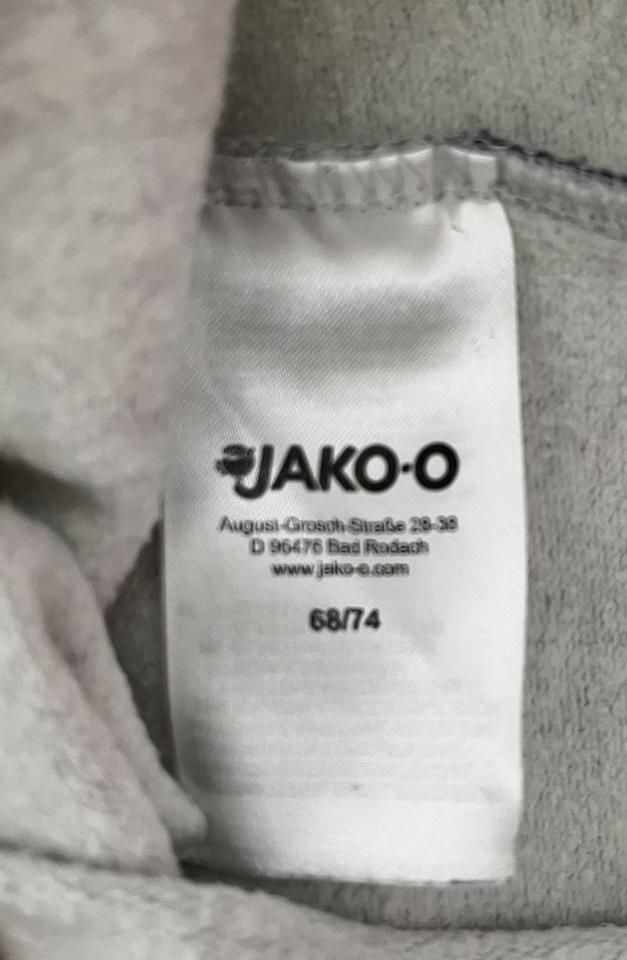 JAKO-O
August-Grosch-Straße 28-38
D 96476 Bad Rodach
www.jako-o.com
68/74